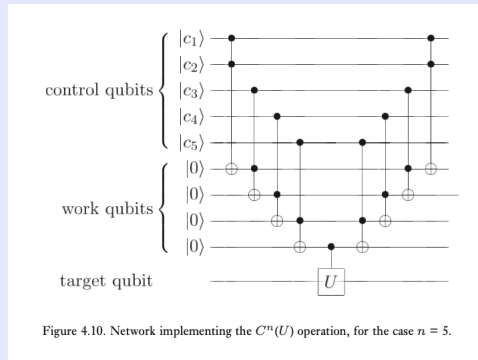 |c₁⟩
|c₂⟩
control qubits { |c₃⟩
|c₄⟩
|c₅⟩
|0⟩
|0⟩
work qubits { |0⟩
|0⟩
target qubit U
Figure 4.10. Network implementing the Cⁿ(U) operation, for the case n = 5.